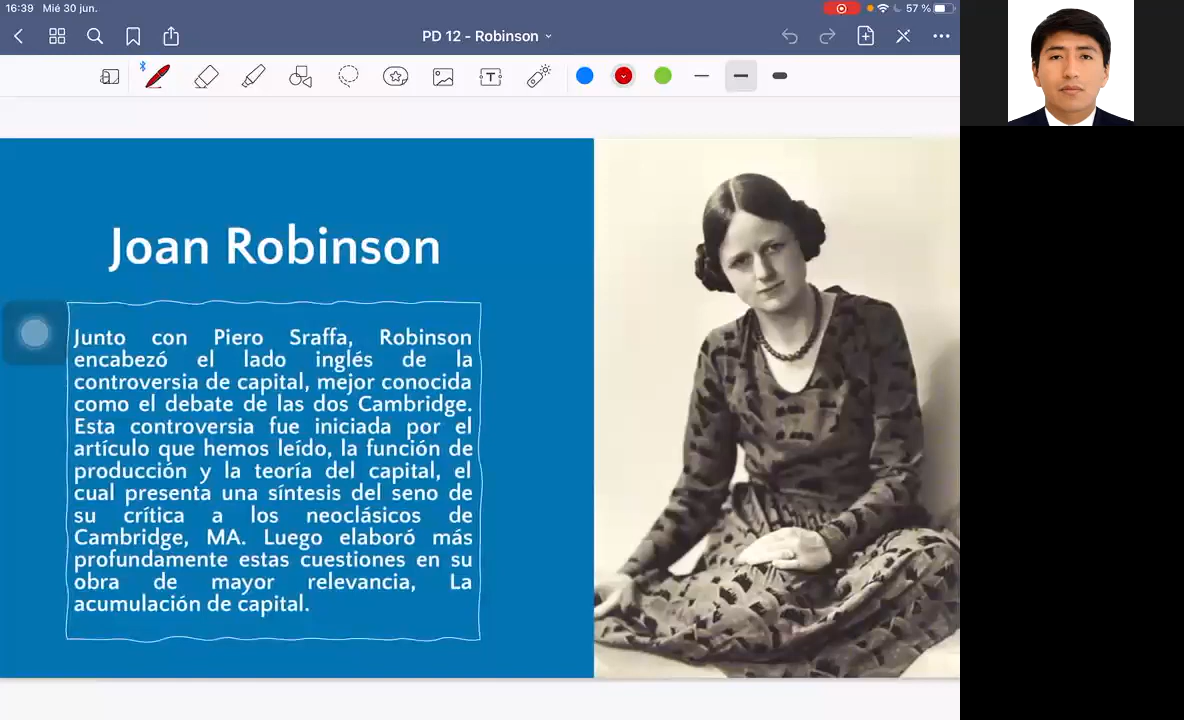 16:39 Mié 30 jun.
57 %
PD 12 - Robinson
T
Joan Robinson
Junto con Piero Sraffa, Robinson
encabezó el lado inglés de la
controversia de capital, mejor conocida
como el debate de las dos Cambridge.
Esta controversia fue iniciada por el
artículo que hemos leído, la función de
producción y la teoría del capital, el
cual presenta una síntesis del seno de
su crítica a los neoclásicos de
Cambridge, MA. Luego elaboró más
profundamente estas cuestiones en su
obra de mayor relevancia, La
acumulación de capital.